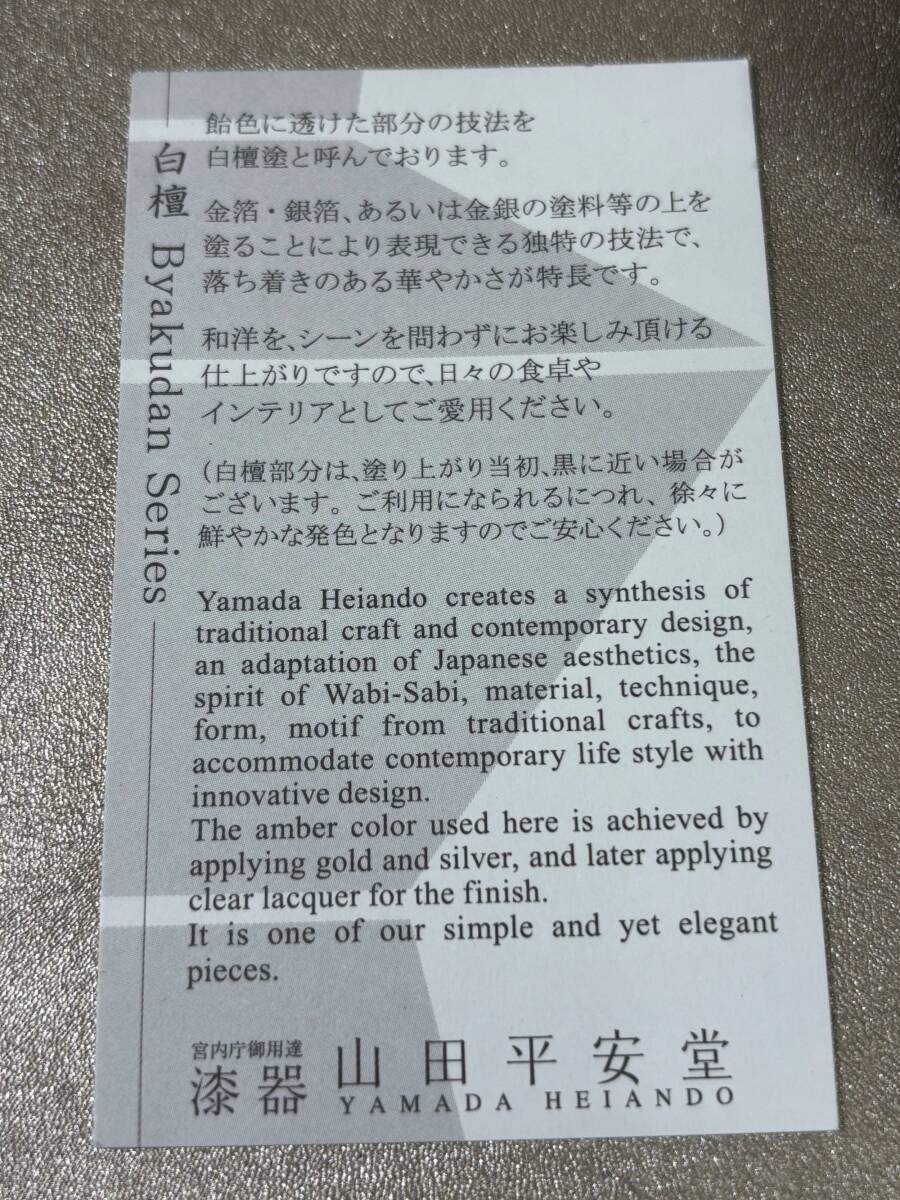 白檀 Byakudan Series
飴色に透けた部分の技法を
白檀塗と呼んでおります。
金箔・銀箔、あるいは金銀の塗料等の上を
塗ることにより表現できる独特の技法で、
落ち着きのある華やかさが特長です。
和洋を、シーンを問わずにお楽しみ頂ける
仕上がりですので、日々の食卓や
インテリアとしてご愛用ください。
（白檀部分は、塗り上がり当初、黒に近い場合が
ございます。ご利用になられるにつれ、徐々に
鮮やかな発色となりますのでご安心ください。）
Yamada Heiando creates a synthesis of
traditional craft and contemporary design,
an adaptation of Japanese aesthetics, the
spirit of Wabi-Sabi, material, technique,
form, motif from traditional crafts, to
accommodate contemporary life style with
innovative design.
The amber color used here is achieved by
applying gold and silver, and later applying
clear lacquer for the finish.
It is one of our simple and yet elegant
pieces.
宮内庁御用達
漆器 山田平安堂
YAMADA HEIANDO